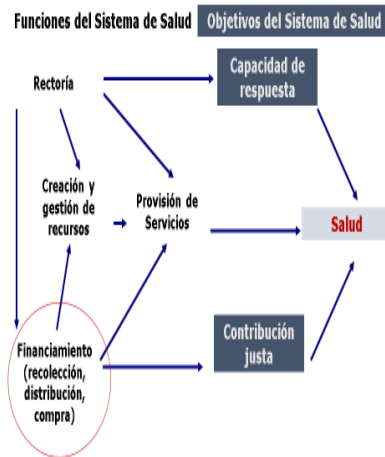 Funciones del Sistema de Salud
Objetivos del Sistema de Salud
Rectoría
Capacidad de
respuesta
Creación y
gestión de
recursos
Provisión de
Servicios
Salud
Financiamiento
(recolección,
distribución,
compra)
Contribución
justa